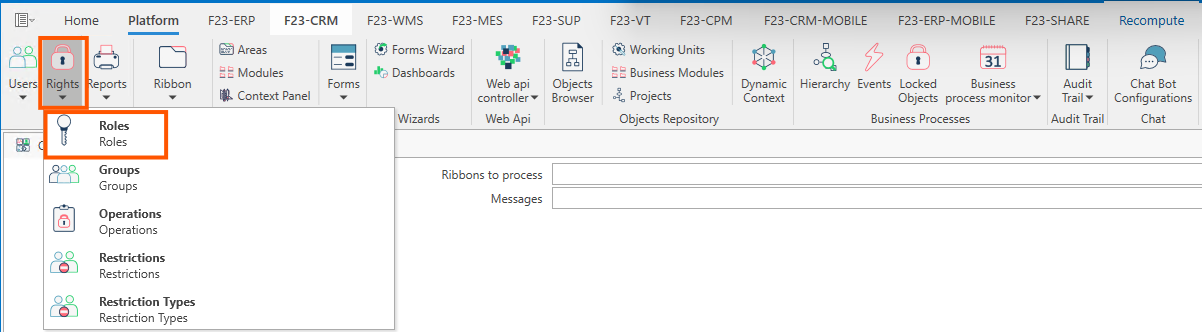 Home Platform F23-ERP F23-CRM F23-WMS F23-MES F23-SUP F23-VT F23-CPM F23-CRM-MOBILE F23-ERP-MOBILE F23-SHARE Recompute
Users Rights Reports Ribbon
Areas
Modules
Context Panel
Forms
Forms Wizard
Dashboards
Wizards
Web api
controller
Web Api
Objects
Browser
Working Units
Business Modules
Projects
Dynamic
Context
Objects Repository
Hierarchy Events Locked
Objects
31
Business
process monitor
Business Processes
Audit
Trail
Audit Trail
Chat Bot
Configurations
Chat
Roles
Roles
Groups
Groups
Operations
Operations
Restrictions
Restrictions
Restriction Types
Restriction Types
Ribbons to process
Messages